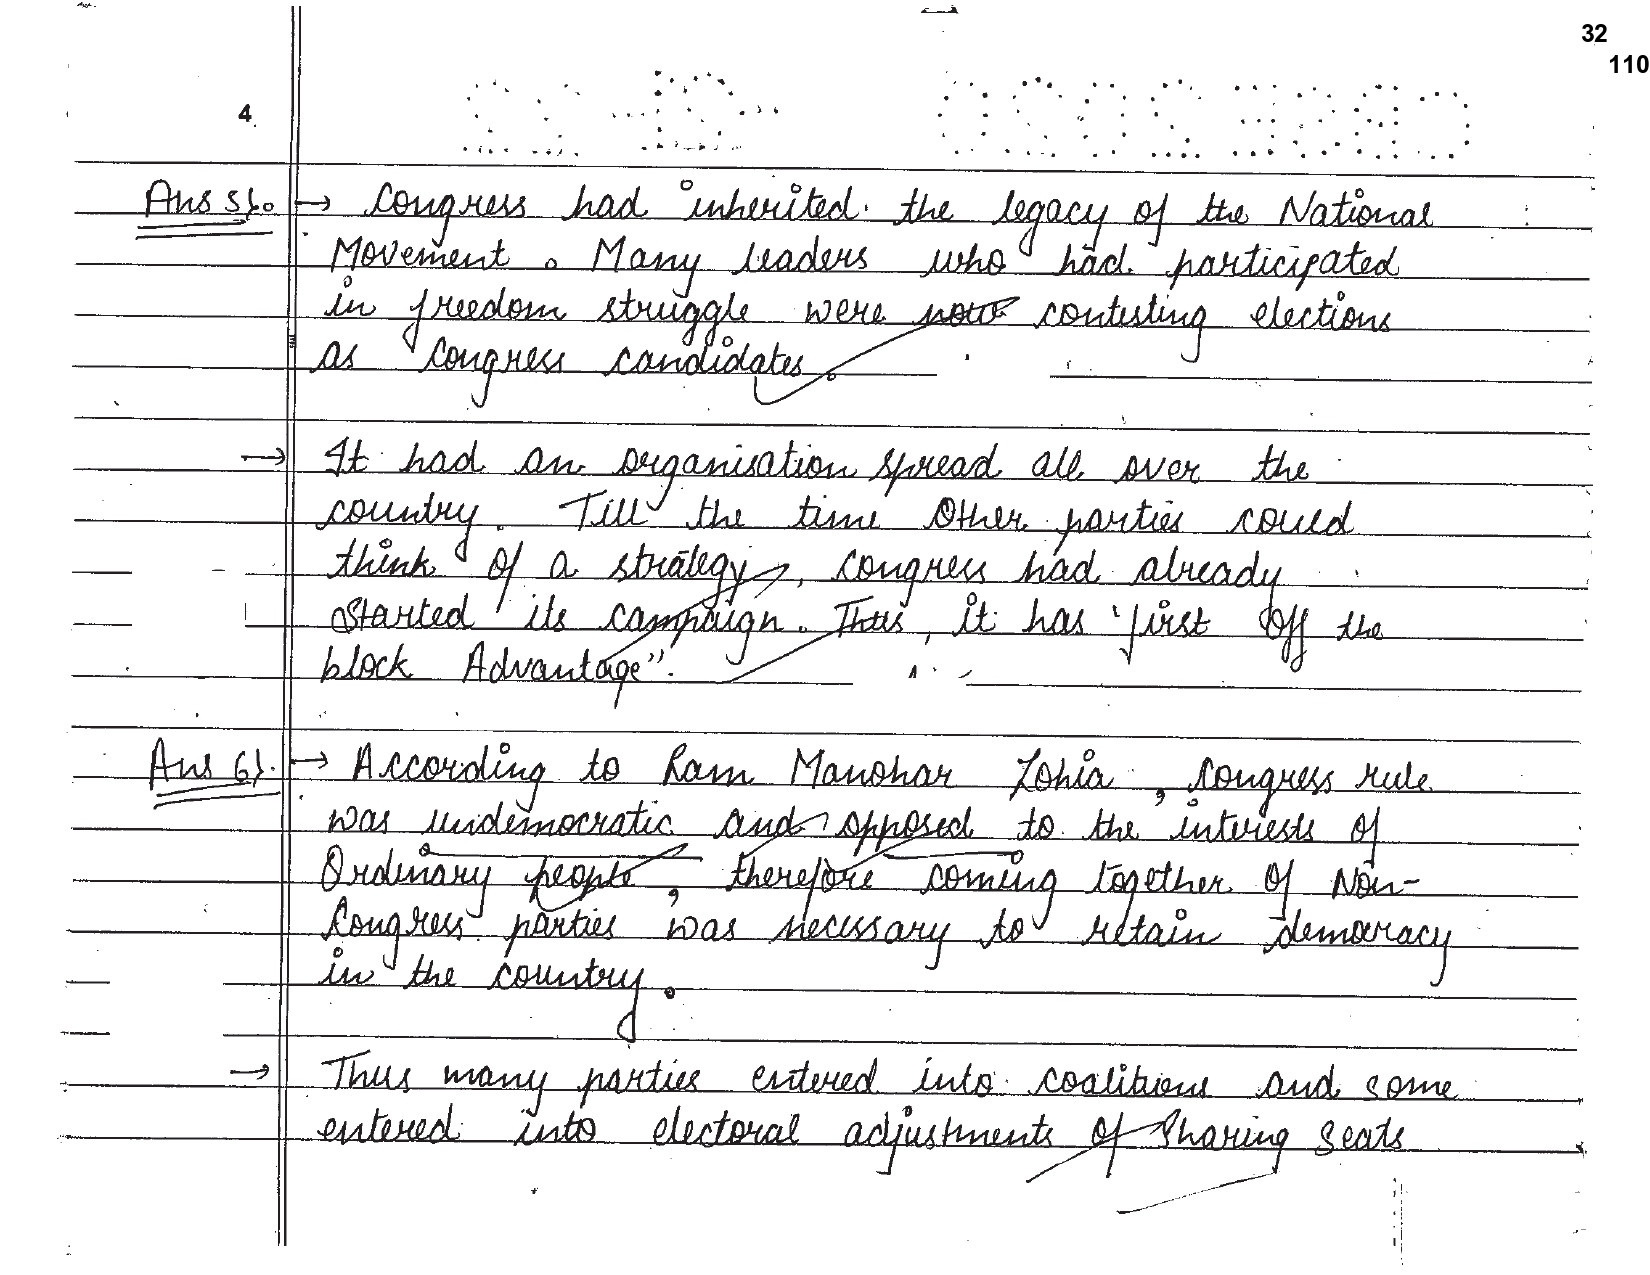 32
110
4
Ans 5). → Congress had inherited the legacy of the National
Movement. Many leaders who had participated
in freedom struggle were now contesting elections
as Congress candidates.
→ It had an organisation spread all over the
country. Till the time other parties could
think of a strategy, Congress had already
started its campaign. Thus, it has 'first off the
block Advantage".
Ans 6). → According to Ram Manohar Lohia, Congress rule
was undemocratic and opposed to the interests of
Ordinary people, therefore coming together of Non-
Congress parties was necessary to retain democracy
in the country.
→ Thus many parties entered into coalitions and some
entered into electoral adjustments of sharing seats